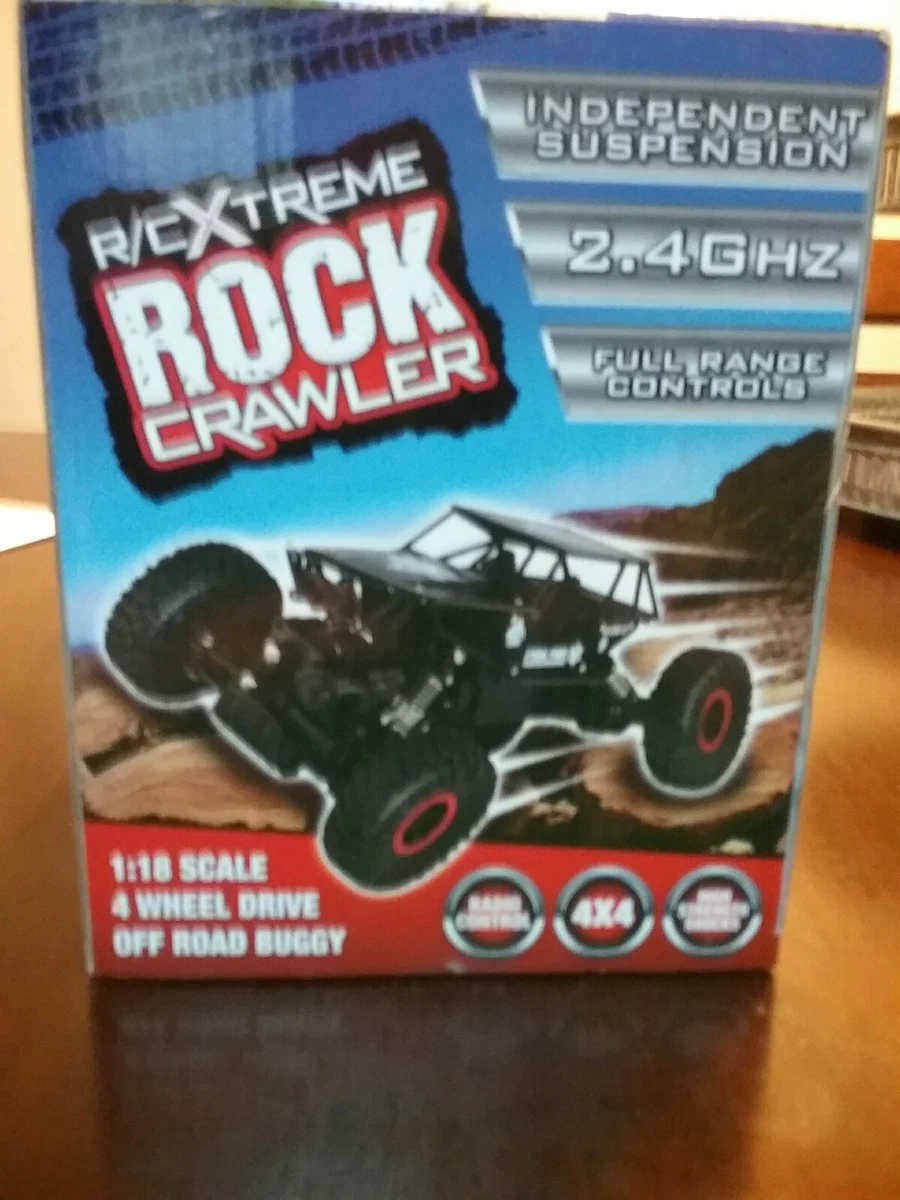 R/CXTREME
ROCK
CRAWLER
INDEPENDENT
SUSPENSION
2.4GHZ
FULL RANGE
CONTROLS
1:18 SCALE
4 WHEEL DRIVE
OFF ROAD BUGGY
RADIO
CONTROL
4X4